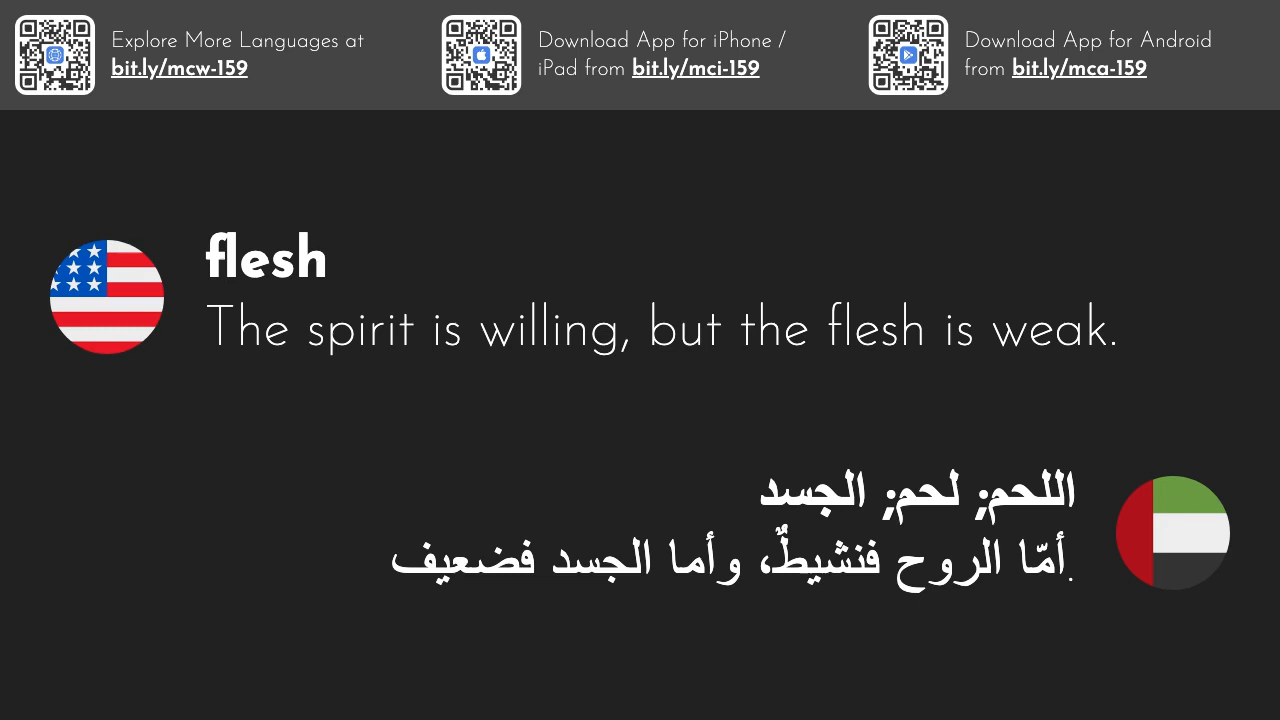 Explore More Languages at
bit.ly/mcw-159
Download App for iPhone /
iPad from bit.ly/mci-159
Download App for Android
from bit.ly/mca-159
flesh
The spirit is willing, but the flesh is weak.
اللحم; لحم; الجسد
أمّا الروح فنشيطٌ، وأما الجسد فضعيف.